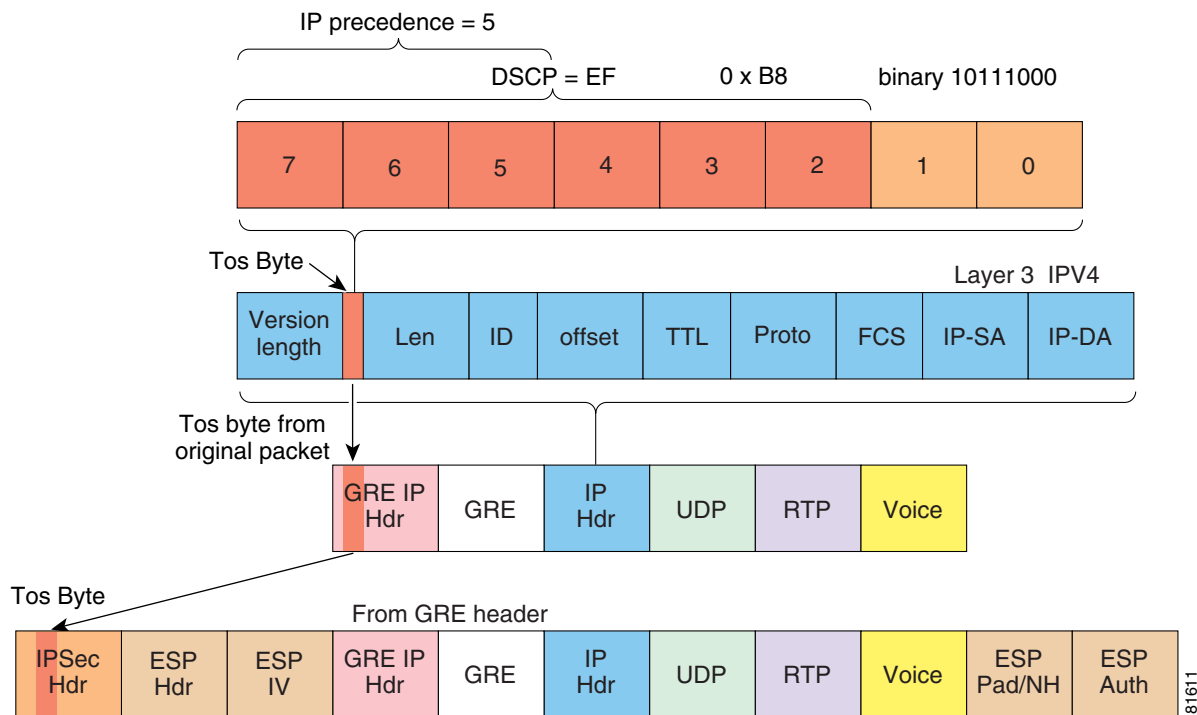 IP precedence = 5
DSCP = EF 0 x B8 binary 10111000
7 6 5 4 3 2 1 0
Tos Byte
Layer 3 IPV4
Version length
Len
ID
offset
TTL
Proto
FCS
IP-SA
IP-DA
Tos byte from
original packet
GRE IP
Hdr
GRE
IP
Hdr
UDP
RTP
Voice
Tos Byte
From GRE header
IPSec
Hdr
ESP
Hdr
ESP
IV
GRE IP
Hdr
GRE
IP
Hdr
UDP
RTP
Voice
ESP
Pad/NH
ESP
Auth
81611